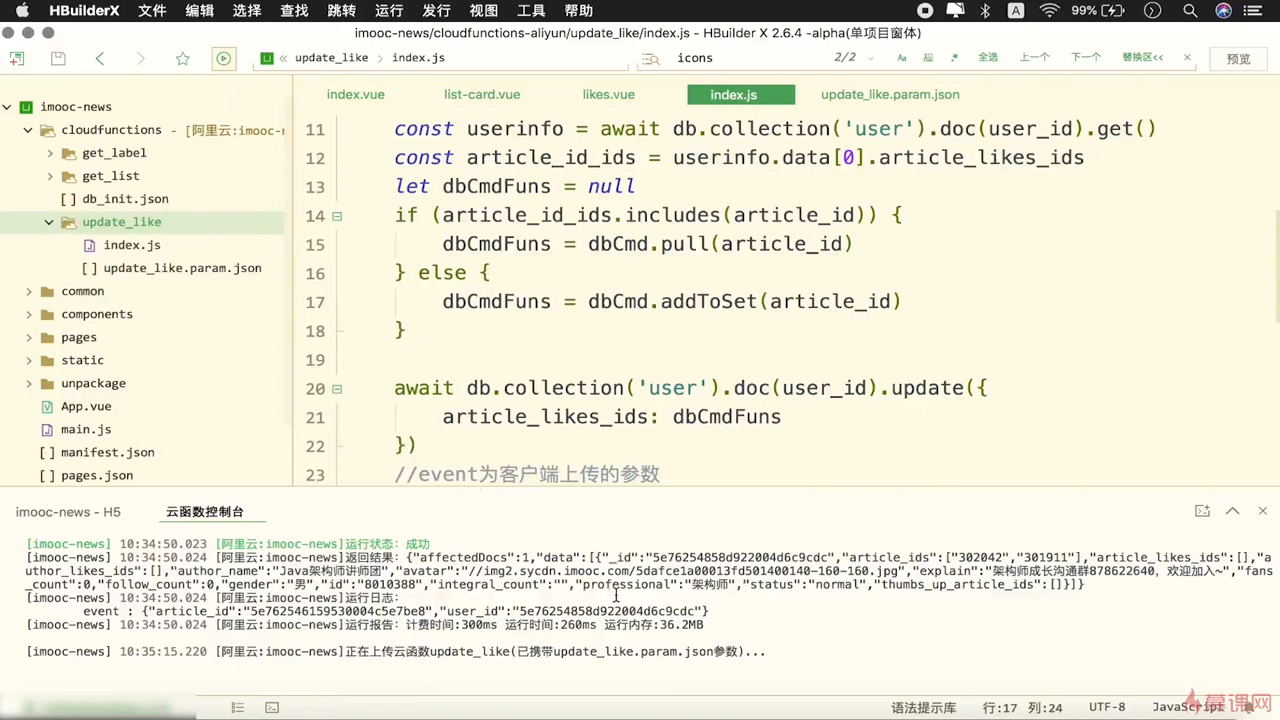 HBuilderX 文件 编辑 选择 查找 跳转 运行 发行 视图 工具 帮助 A 99%
imooc-news/cloudfunctions-aliyun/update_like/index.js - HBuilder X 2.6.4 -alpha(单项目窗口)
update_like > index.js icons 2/2 Aa .* 全选 上一个 下一个 替换区<< 预览
imooc-news
cloudfunctions - [阿里云:imooc-n
get_label
get_list
[] db_init.json
update_like
index.js
[] update_like.param.json
common
components
pages
static
unpackage
App.vue
main.js
[] manifest.json
[] pages.json
index.vue list-card.vue likes.vue index.js update_like.param.json
11 const userinfo = await db.collection('user').doc(user_id).get()
12 const article_id_ids = userinfo.data[0].article_likes_ids
13 let dbCmdFuns = null
14 if (article_id_ids.includes(article_id)) {
15 dbCmdFuns = dbCmd.pull(article_id)
16 } else {
17 dbCmdFuns = dbCmd.addToSet(article_id)
18 }
19
20 await db.collection('user').doc(user_id).update({
21 article_likes_ids: dbCmdFuns
22 })
23 //event为客户端上传的参数
imooc-news - H5 云函数控制台
[imooc-news] 10:34:50.023 [阿里云:imooc-news]运行状态：成功
[imooc-news] 10:34:50.024 [阿里云:imooc-news]返回结果：{"affectedDocs":1,"data":[{"_id":"5e76254858d922004d6c9cdc","article_ids":["302042","301911"],"article_likes_ids":[],"a
uthor_likes_ids":[],"author_name":"Java架构师讲师团","avatar":"//img2.sycdn.imooc.com/5dafce1a00013fd501400140-160-160.jpg","explain":"架构师成长沟通群878622640，欢迎加入~","fans
_count":0,"follow_count":0,"gender":"男","id":"8010388","integral_count":"","professional":"架构师","status":"normal","thumbs_up_article_ids":[]}]}
[imooc-news] 10:34:50.024 [阿里云:imooc-news]运行日志：
event : {"article_id":"5e762546159530004c5e7be8","user_id":"5e76254858d922004d6c9cdc"}
[imooc-news] 10:34:50.024 [阿里云:imooc-news]运行报告：计费时间:300ms 运行时间:260ms 运行内存:36.2MB
[imooc-news] 10:35:15.220 [阿里云:imooc-news]正在上传云函数update_like(已携带update_like.param.json参数)...
语法提示库 行:17 列:24 UTF-8 JavaScript
慕课网